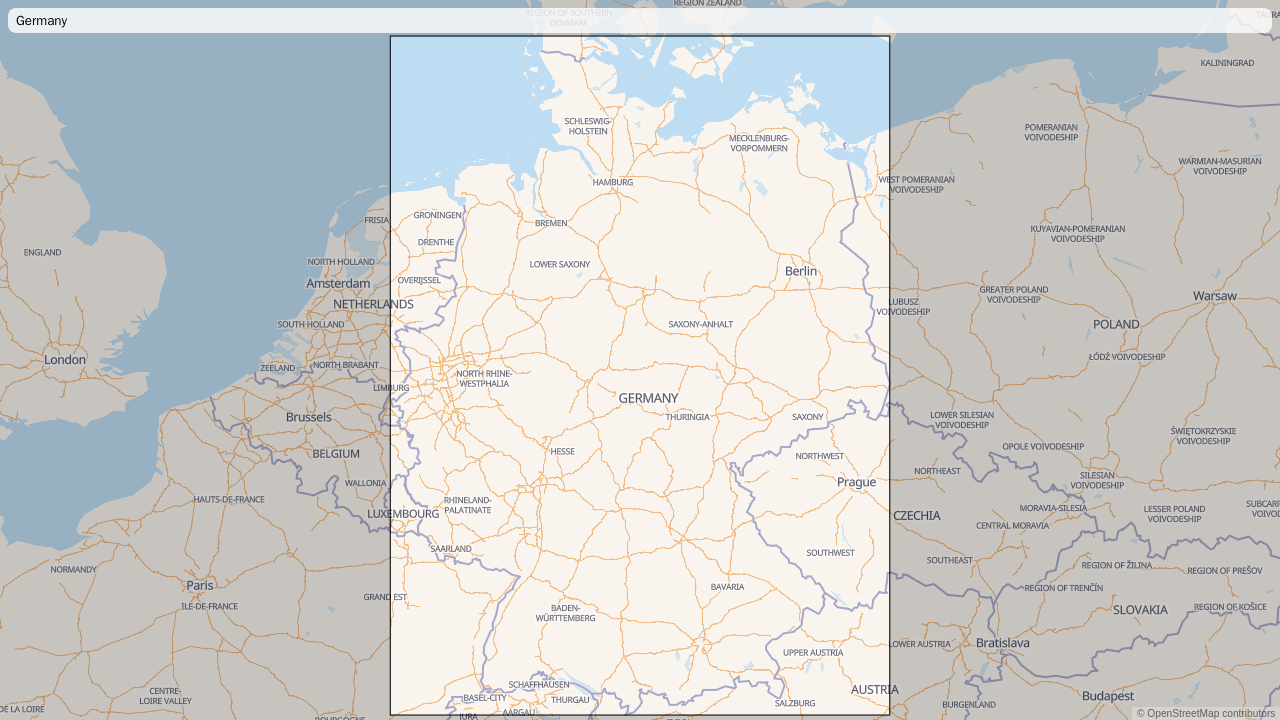 REGION ZEALAND
REGION OF SOUTHERN
DENMARK
Germany
KALININGRAD
SCHLESWIG-
HOLSTEIN
MECKLENBURG-
VORPOMMERN
POMERANIAN
VOIVODESHIP
WARMIAN-MASURIAN
VOIVODESHIP
HAMBURG
WEST POMERANIAN
VOIVODESHIP
FRISIA
GRONINGEN
BREMEN
KUYAVIAN-POMERANIAN
VOIVODESHIP
DRENTHE
ENGLAND
NORTH HOLLAND
LOWER SAXONY
Berlin
OVERIJSSEL
Amsterdam
NETHERLANDS
GREATER POLAND
VOIVODESHIP
Warsaw
LUBUSZ
VOIVODESHIP
SOUTH HOLLAND
SAXONY-ANHALT
POLAND
London
ŁÓDŹ VOIVODESHIP
ZEELAND
NORTH BRABANT
NORTH RHINE-
WESTPHALIA
LIMBURG
GERMANY
Brussels
THURINGIA
SAXONY
LOWER SILESIAN
VOIVODESHIP
ŚWIĘTOKRZYSKIE
VOIVODESHIP
BELGIUM
HESSE
NORTHWEST
OPOLE VOIVODESHIP
NORTHEAST
SILESIAN
VOIVODESHIP
WALLONIA
Prague
HAUTS-DE-FRANCE
RHINELAND-
PALATINATE
LUXEMBOURG
CZECHIA
MORAVIA-SILESIA
CENTRAL MORAVIA
LESSER POLAND
VOIVODESHIP
SAARLAND
SOUTHWEST
SOUTHEAST
NORMANDY
REGION OF ŽILINA
REGION OF PREŠOV
Paris
BAVARIA
REGION OF TRENČÍN
GRAND EST
ILE-DE-FRANCE
BADEN-
WÜRTTEMBERG
SLOVAKIA
REGION OF KOŠICE
LOWER AUSTRIA
Bratislava
UPPER AUSTRIA
SCHAFFHAUSEN
AUSTRIA
CENTRE-
LOIRE VALLEY
BASEL-CITY
THURGAU
SALZBURG
BURGENLAND
Budapest
DE LA LOIRE
JURA
AARGAU
© OpenStreetMap contributors